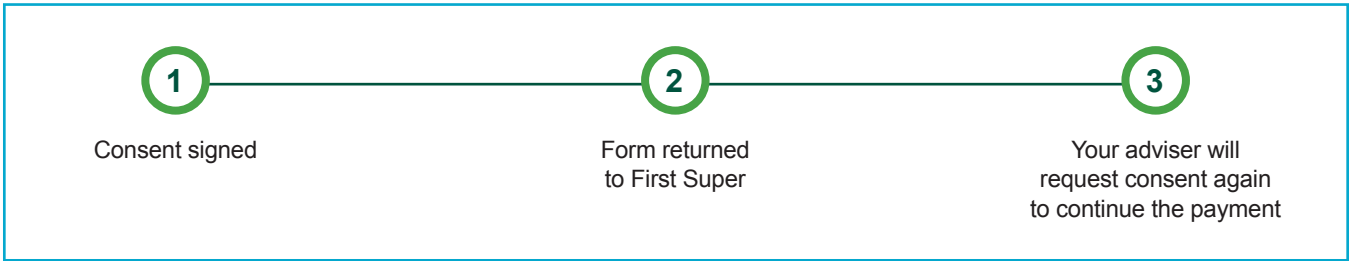 1
Consent signed
2
Form returned
to First Super
3
Your adviser will
request consent again
to continue the payment